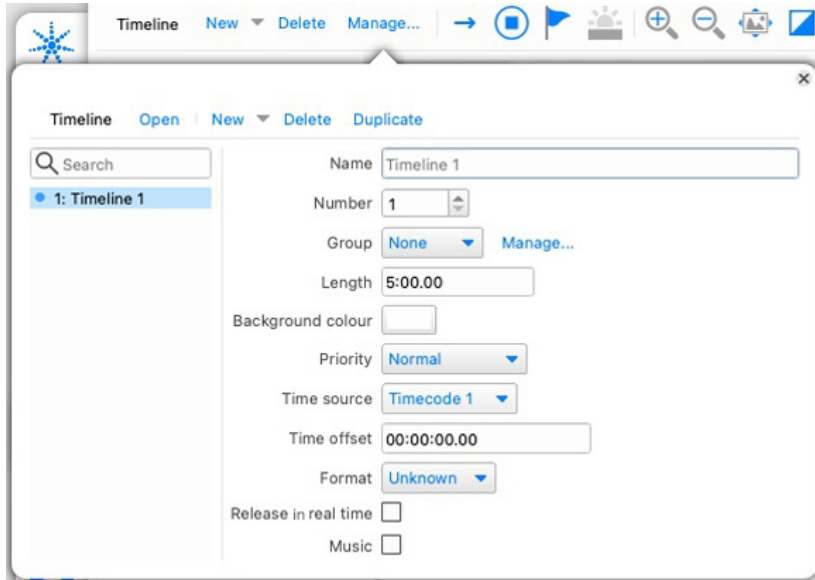 Timeline New Delete Manage...
Timeline Open New Delete Duplicate
Search
1: Timeline 1
Name Timeline 1
Number 1
Group None Manage...
Length 5:00.00
Background colour
Priority Normal
Time source Timecode 1
Time offset 00:00:00.00
Format Unknown
Release in real time
Music